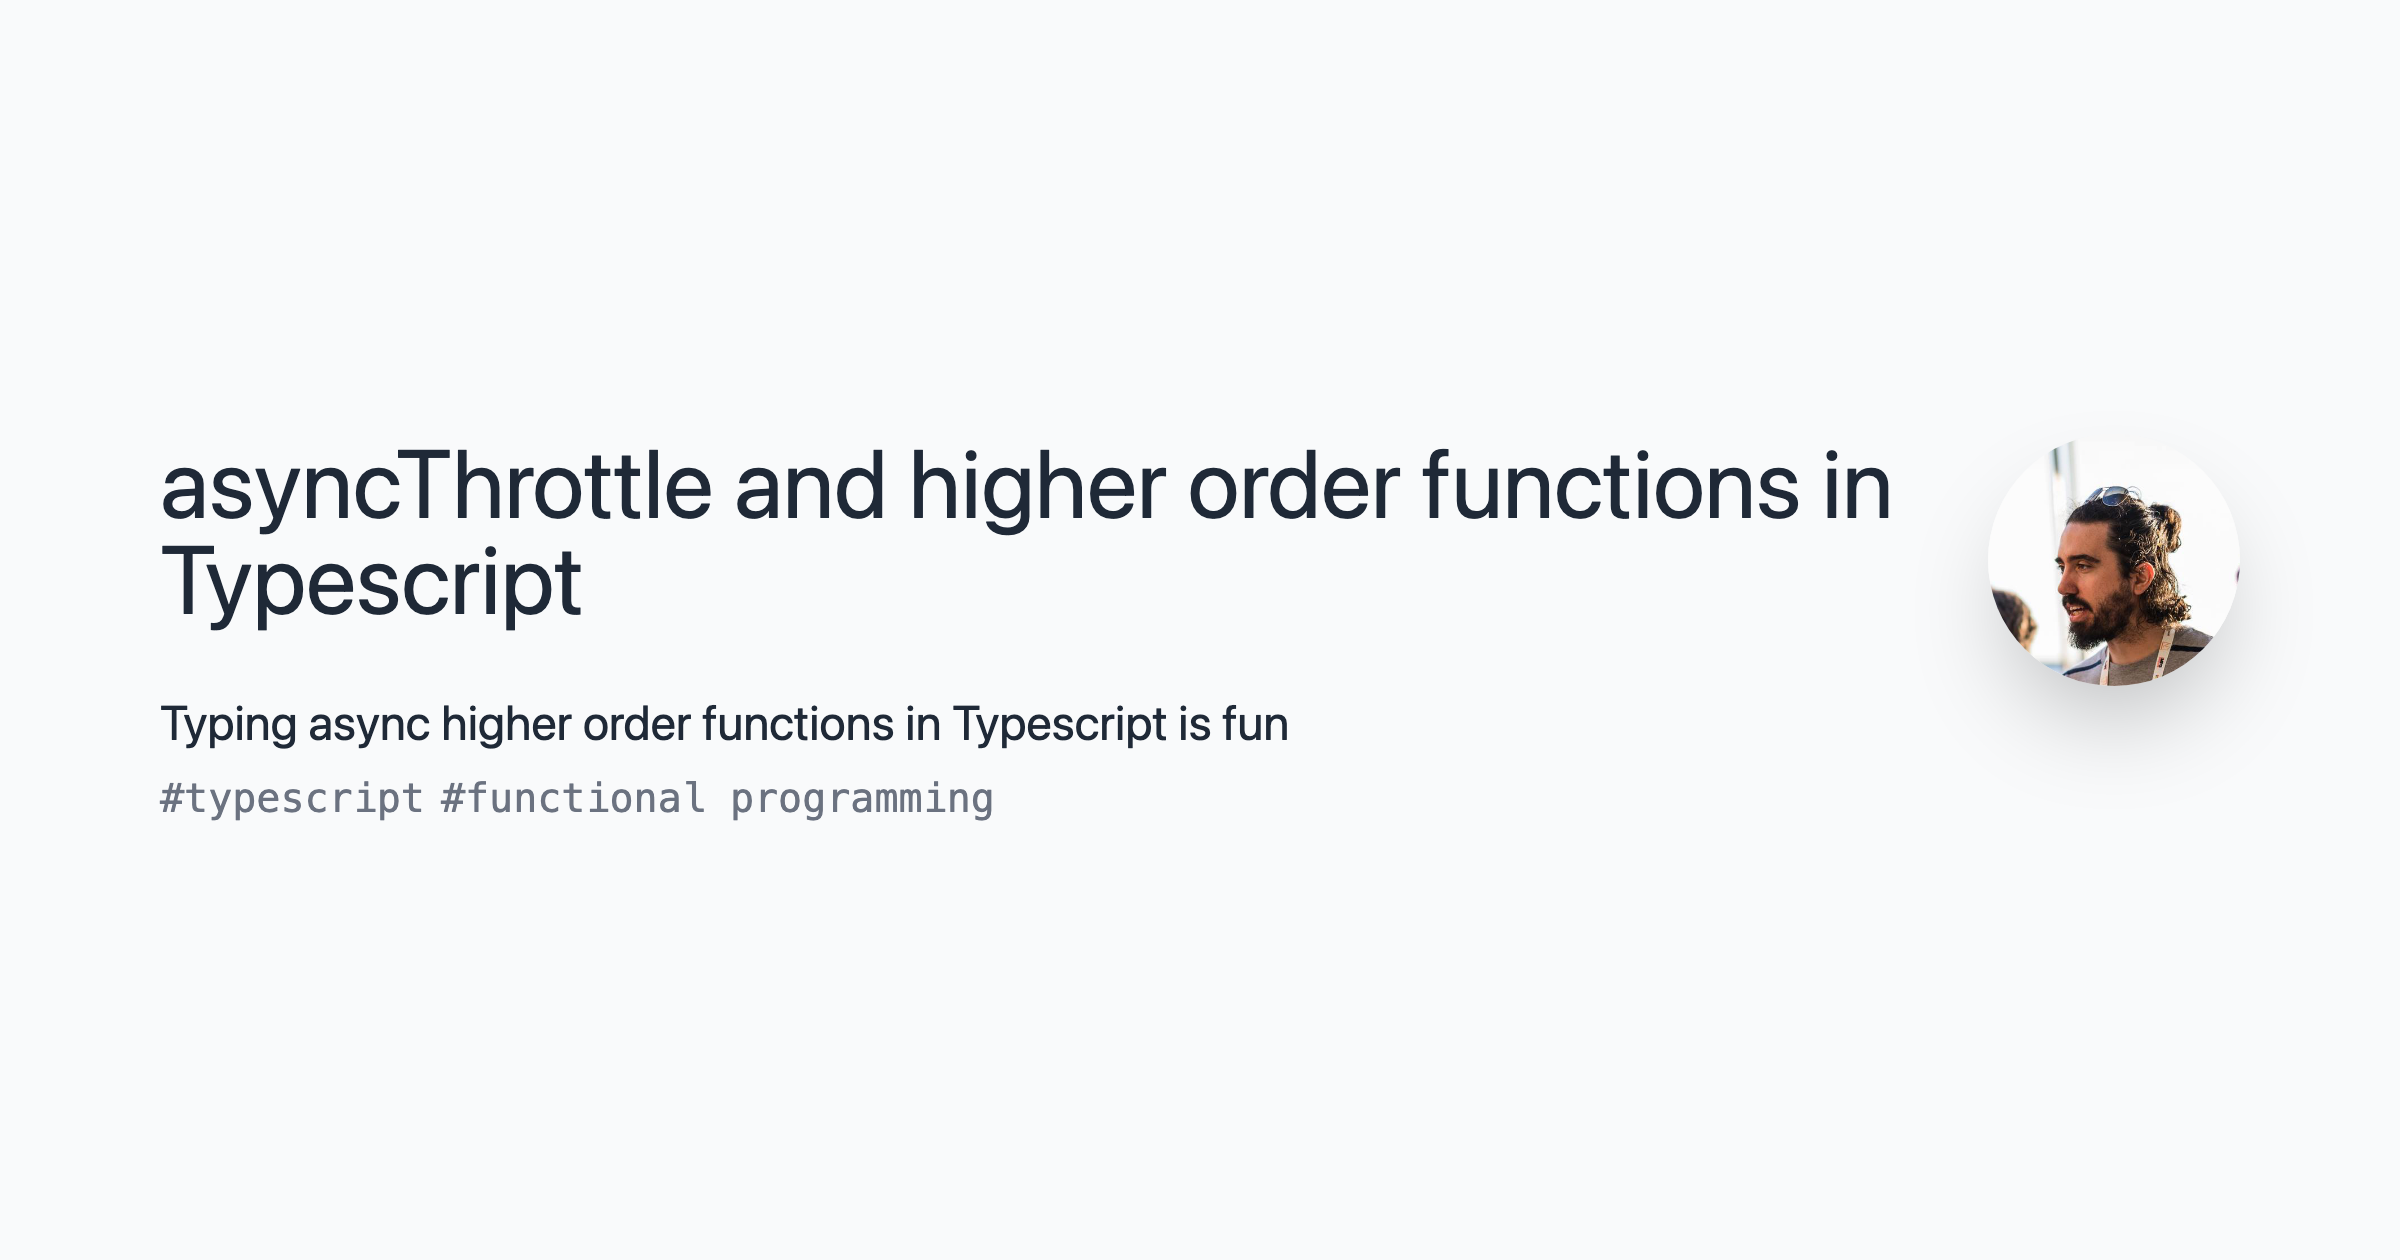 asyncThrottle and higher order functions in
Typescript
Typing async higher order functions in Typescript is fun
#typescript #functional programming